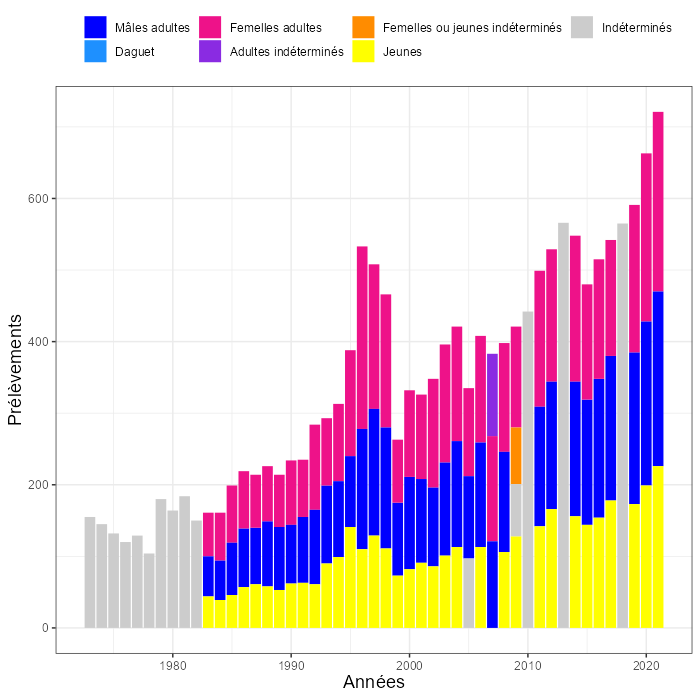 Mâles adultes Femelles adultes Femelles ou jeunes indéterminés Indéterminés
Daguet Adultes indéterminés Jeunes
600
400
200
0
Prélèvements
1980 1990 2000 2010 2020
Années